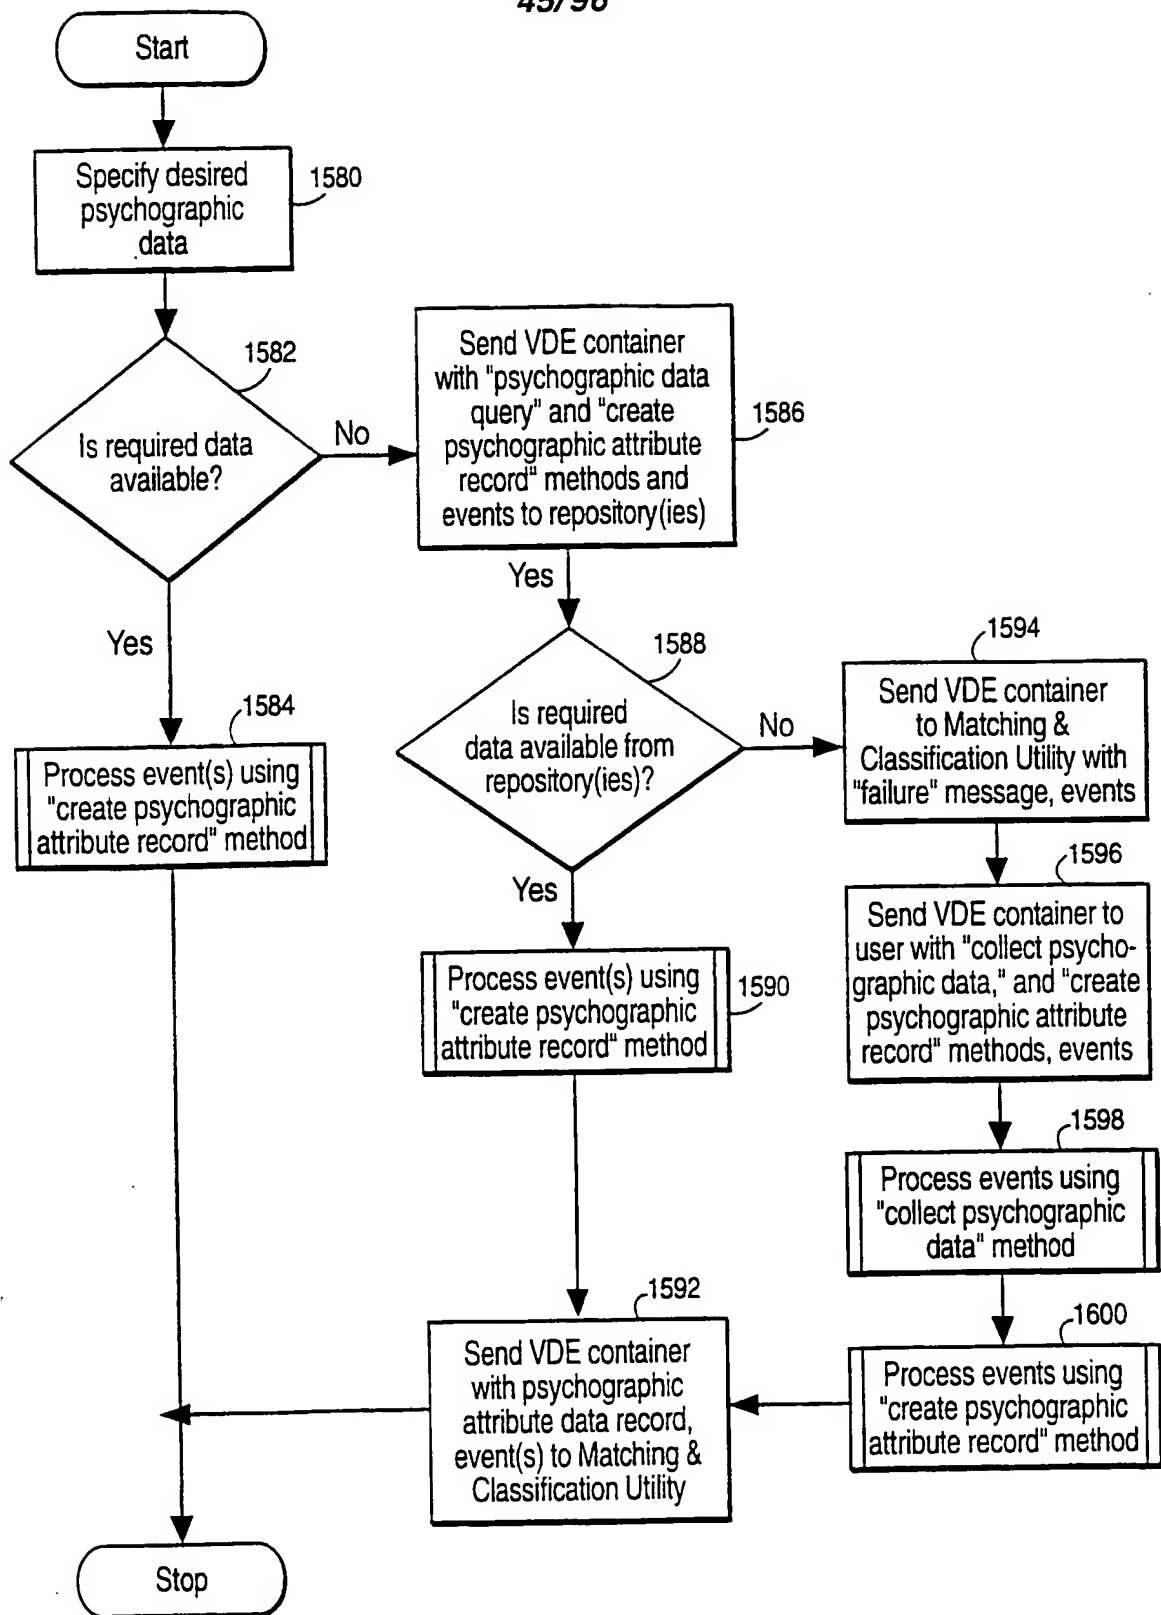 45/96
Start
Specify desired
psychographic
data
1580
1582
Is required data
available?
No
Yes
Send VDE container
with "psychographic data
query" and "create
psychographic attribute
record" methods and
events to repository(ies)
1586
Yes
1588
Is required
data available from
repository(ies)?
No
Yes
1584
Process event(s) using
"create psychographic
attribute record" method
1594
Send VDE container
to Matching &
Classification Utility with
"failure" message, events
1596
Send VDE container to
user with "collect psycho-
graphic data," and "create
psychographic attribute
record" methods, events
Process event(s) using
"create psychographic
attribute record" method
1590
1598
Process events using
"collect psychographic
data" method
1592
Send VDE container
with psychographic
attribute data record,
event(s) to Matching &
Classification Utility
1600
Process events using
"create psychographic
attribute record" method
Stop